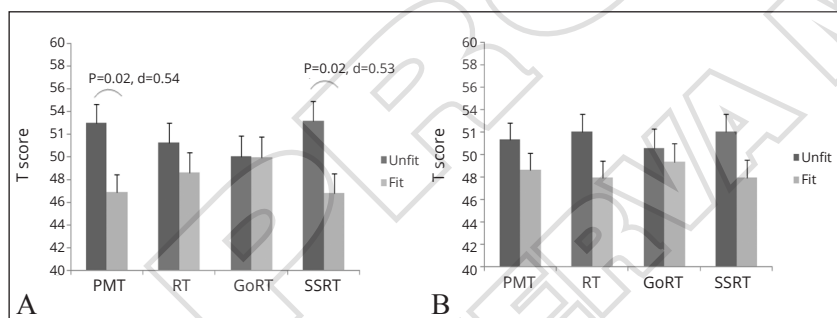 60
58
56
54
51
50
48
46
44
42
40
T score
P=0.02, d=0.54
P=0.02, d=0.53
Unfit
Fit
PMT RT GoRT SSRT
A
60
58
56
54
51
50
48
46
44
42
40
T score
Unfit
Fit
PMT RT GoRT SSRT
B
PRO
ERVA M